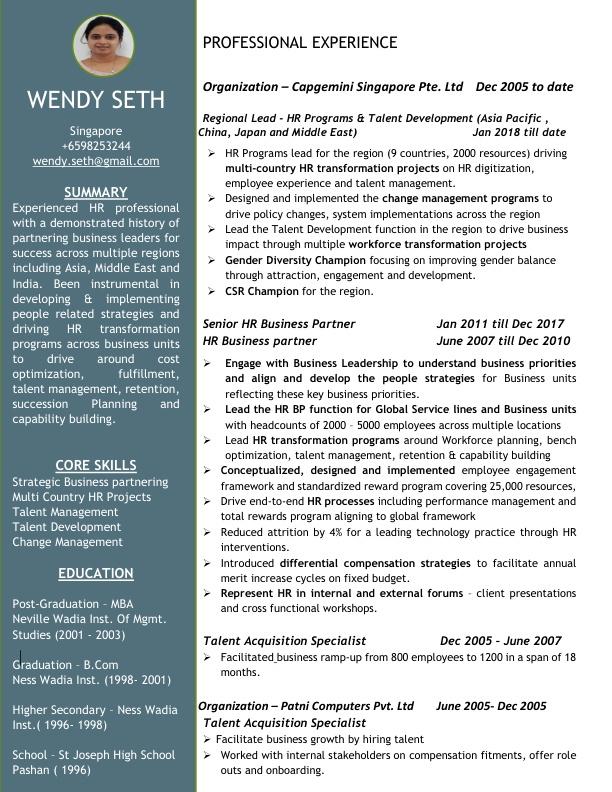 WENDY SETH
Singapore
+6598253244
wendy.seth@gmail.com
SUMMARY
Experienced HR professional
with a demonstrated history of
partnering business leaders for
success across multiple regions
including Asia, Middle East and
India. Been instrumental in
developing & implementing
people related strategies and
driving HR transformation
programs across business units
to drive around cost
optimization, fulfillment,
talent management, retention,
succession Planning and
capability building.
CORE SKILLS
Strategic Business partnering
Multi Country HR Projects
Talent Management
Talent Development
Change Management
EDUCATION
Post-Graduation – MBA
Neville Wadia Inst. Of Mgmt.
Studies (2001 - 2003)
Graduation – B.Com
Ness Wadia Inst. (1998- 2001)
Higher Secondary – Ness Wadia
Inst.( 1996- 1998)
School – St Joseph High School
Pashan ( 1996)
PROFESSIONAL EXPERIENCE
Organization – Capgemini Singapore Pte. Ltd Dec 2005 to date
Regional Lead - HR Programs & Talent Development (Asia Pacific ,
China, Japan and Middle East) Jan 2018 till date
➢ HR Programs lead for the region (9 countries, 2000 resources) driving
multi-country HR transformation projects on HR digitization,
employee experience and talent management.
➢ Designed and implemented the change management programs to
drive policy changes, system implementations across the region
➢ Lead the Talent Development function in the region to drive business
impact through multiple workforce transformation projects
➢ Gender Diversity Champion focusing on improving gender balance
through attraction, engagement and development.
➢ CSR Champion for the region.
Senior HR Business Partner Jan 2011 till Dec 2017
HR Business partner June 2007 till Dec 2010
➢ Engage with Business Leadership to understand business priorities
and align and develop the people strategies for Business units
reflecting these key business priorities.
➢ Lead the HR BP function for Global Service lines and Business units
with headcounts of 2000 – 5000 employees across multiple locations
➢ Lead HR transformation programs around Workforce planning, bench
optimization, talent management, retention & capability building
➢ Conceptualized, designed and implemented employee engagement
framework and standardized reward program covering 25,000 resources,
➢ Drive end-to-end HR processes including performance management and
total rewards program aligning to global framework
➢ Reduced attrition by 4% for a leading technology practice through HR
interventions.
➢ Introduced differential compensation strategies to facilitate annual
merit increase cycles on fixed budget.
➢ Represent HR in internal and external forums – client presentations
and cross functional workshops.
Talent Acquisition Specialist Dec 2005 – June 2007
➢ Facilitated business ramp-up from 800 employees to 1200 in a span of 18
months.
Organization – Patni Computers Pvt. Ltd June 2005- Dec 2005
Talent Acquisition Specialist
➢ Facilitate business growth by hiring talent
➢ Worked with internal stakeholders on compensation fitments, offer role
outs and onboarding.